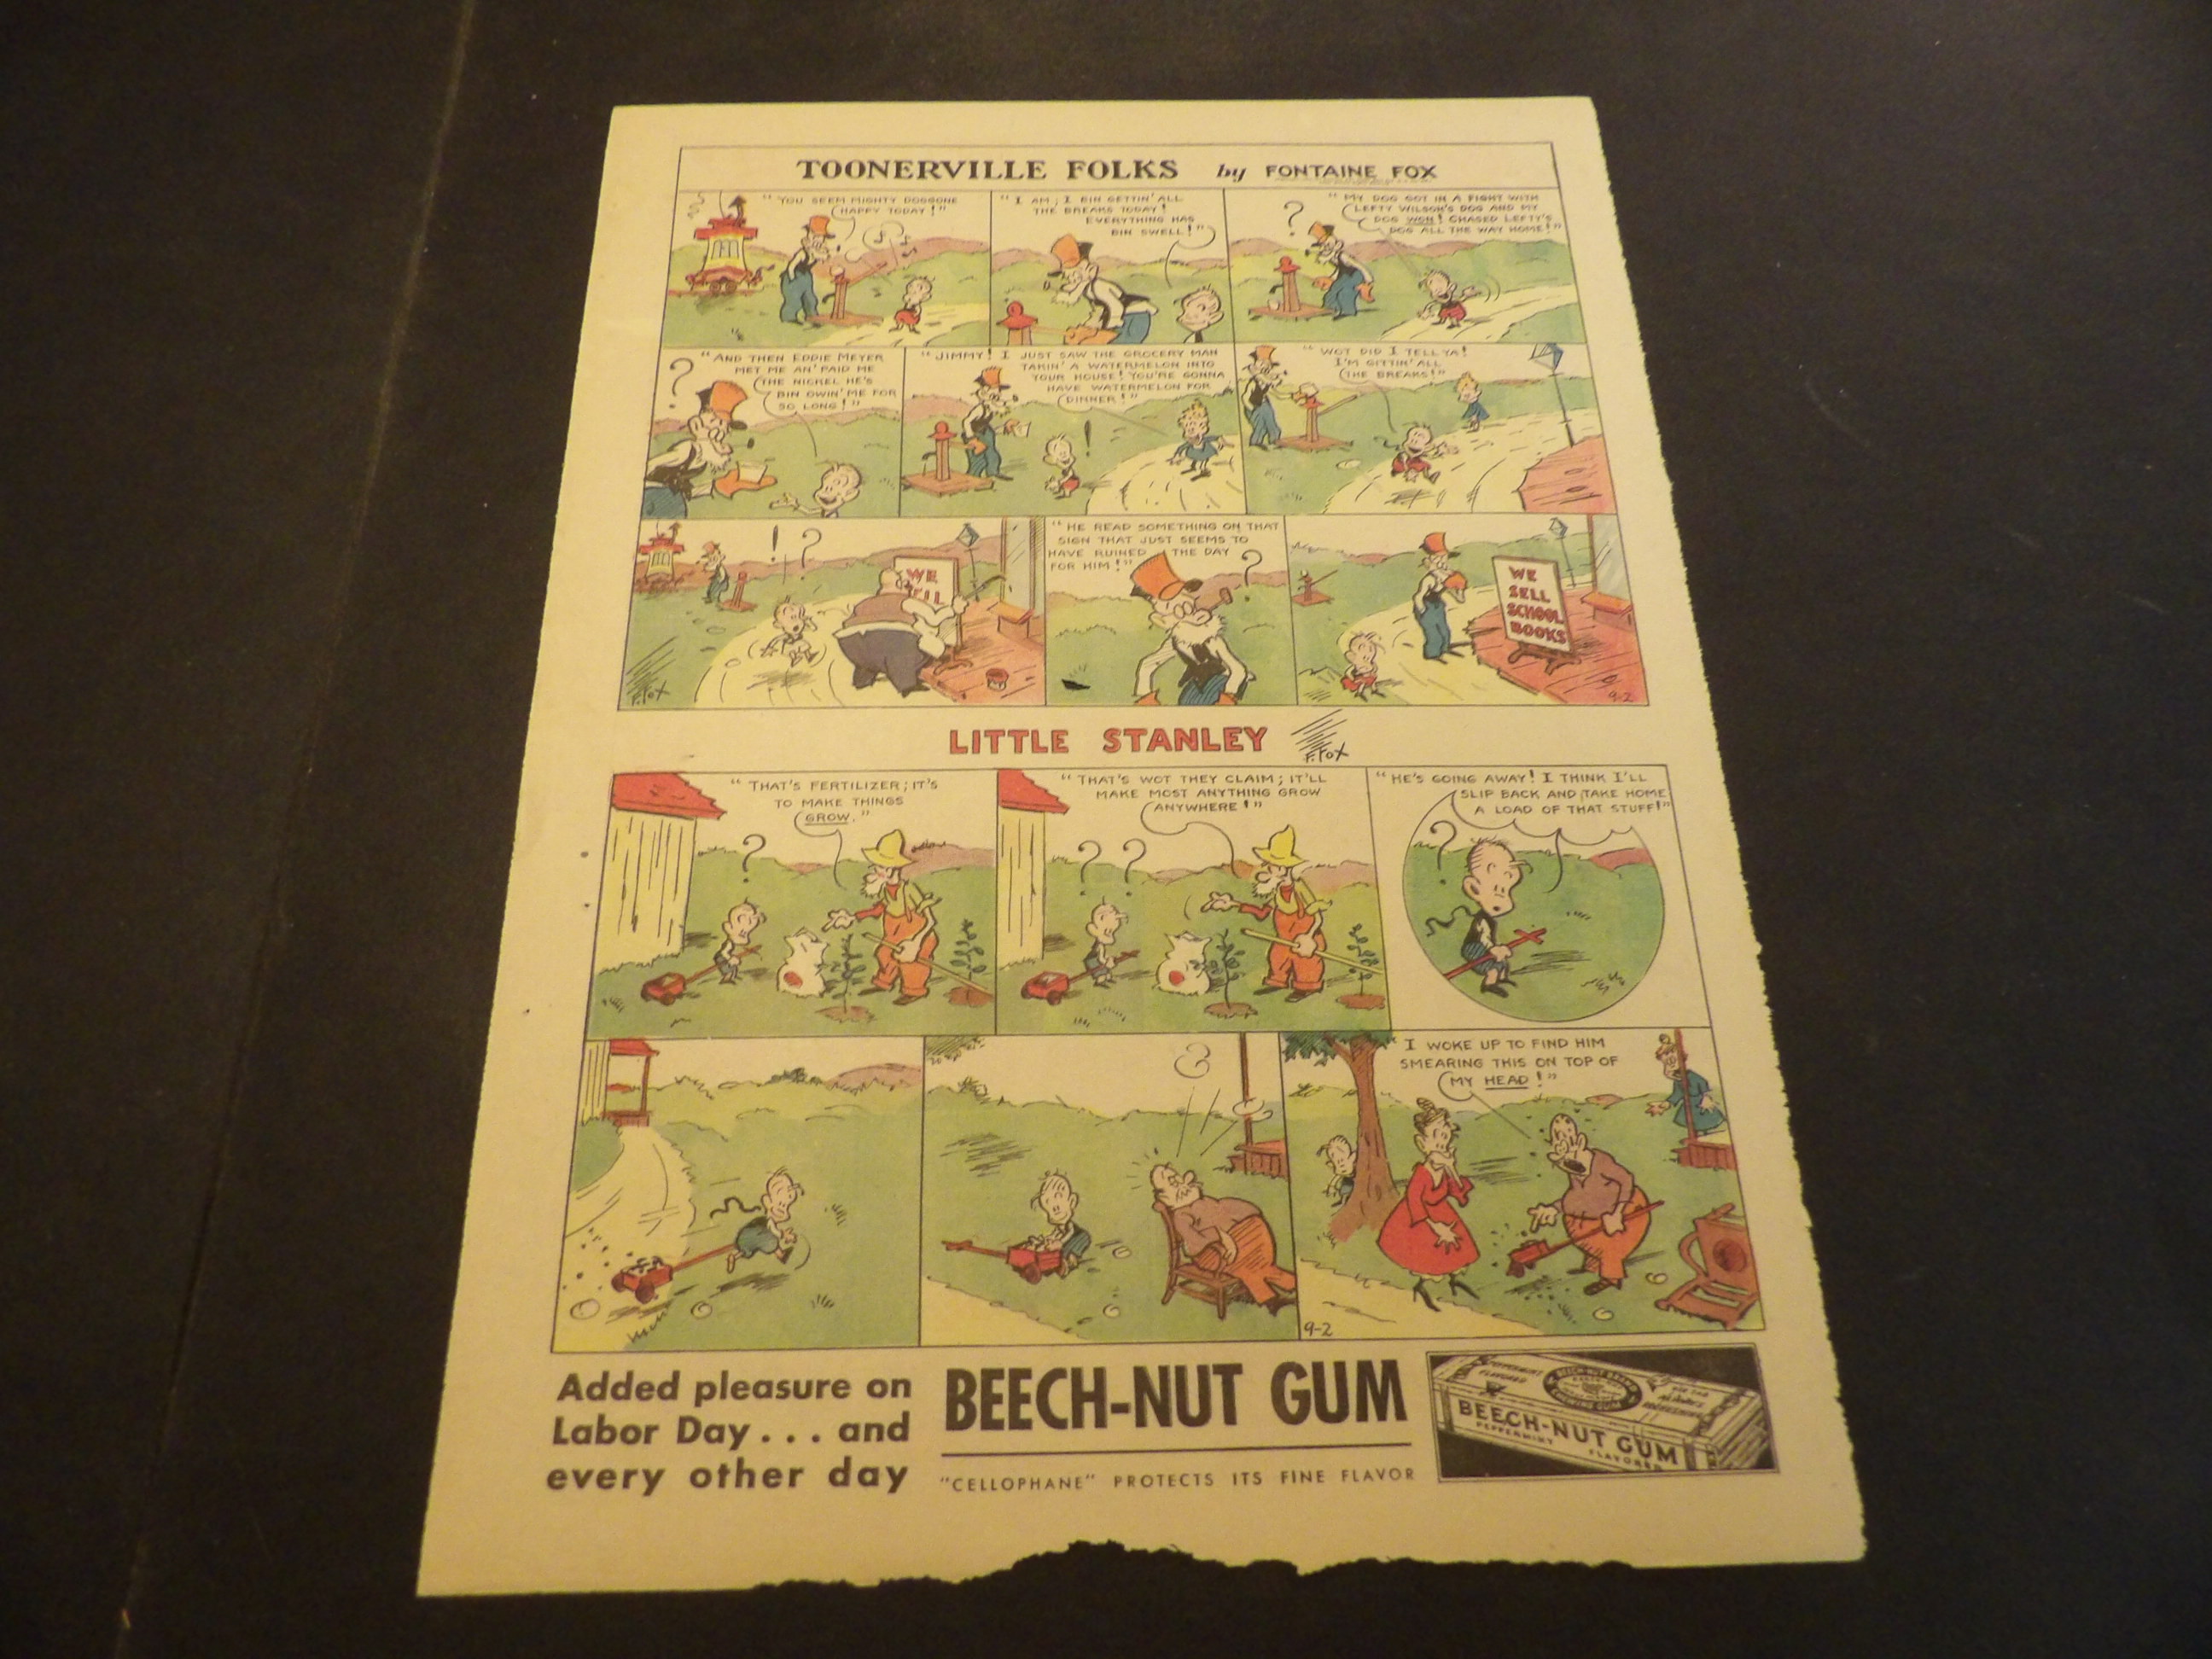 TOONERVILLE FOLKS by FONTAINE FOX
"YOU SEEM MIGHTY DOGGONE
HAPPY TODAY!"
"I AM; I BIN GETTIN' ALL
THE BREAKS TODAY!
EVERYTHING HAS
BIN SWELL!"
?
"MY DOG GOT IN A FIGHT WITH
LEFTY WILSON'S DOG AND MY
DOG WON! CHASED LEFTY'S
DOG ALL THE WAY HOME!"
?
"AND THEN EDDIE MEYER
MET ME AN' PAID ME
THE NICKEL HE'S
BIN OWIN' ME FOR
SO LONG!"
"JIMMY! I JUST SAW THE GROCERY MAN
TAKIN' A WATERMELON INTO
YOUR HOUSE! YOU'RE GONNA
HAVE WATERMELON FOR
DINNER!"
!
"WOT DID I TELL YA!
I'M GITTIN' ALL
THE BREAKS!"
! ?
WE
F. FOX
"HE READ SOMETHING ON THAT
SIGN THAT JUST SEEMS TO
HAVE RUINED THE DAY
FOR HIM!"
?
WE
SELL
SCHOOL
BOOKS
9-2
LITTLE STANLEY
F. FOX
"THAT'S FERTILIZER; IT'S
TO MAKE THINGS
GROW."
?
"THAT'S WOT THEY CLAIM; IT'LL
MAKE MOST ANYTHING GROW
ANYWHERE!"
? ?
"HE'S GOING AWAY! I THINK I'LL
SLIP BACK AND TAKE HOME
A LOAD OF THAT STUFF!"
?
I WOKE UP TO FIND HIM
SMEARING THIS ON TOP OF
MY HEAD!"
9-2
Added pleasure on
Labor Day . . . and
every other day
BEECH-NUT GUM
"CELLOPHANE" PROTECTS ITS FINE FLAVOR
PEPPERMINT
FLAVORED
BEECH-NUT GUM
PEPPERMINT FLAVORED